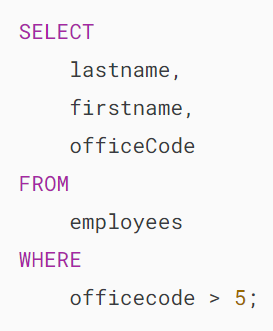 SELECT
    lastname,
    firstname,
    officeCode
FROM
    employees
WHERE
    officecode > 5;